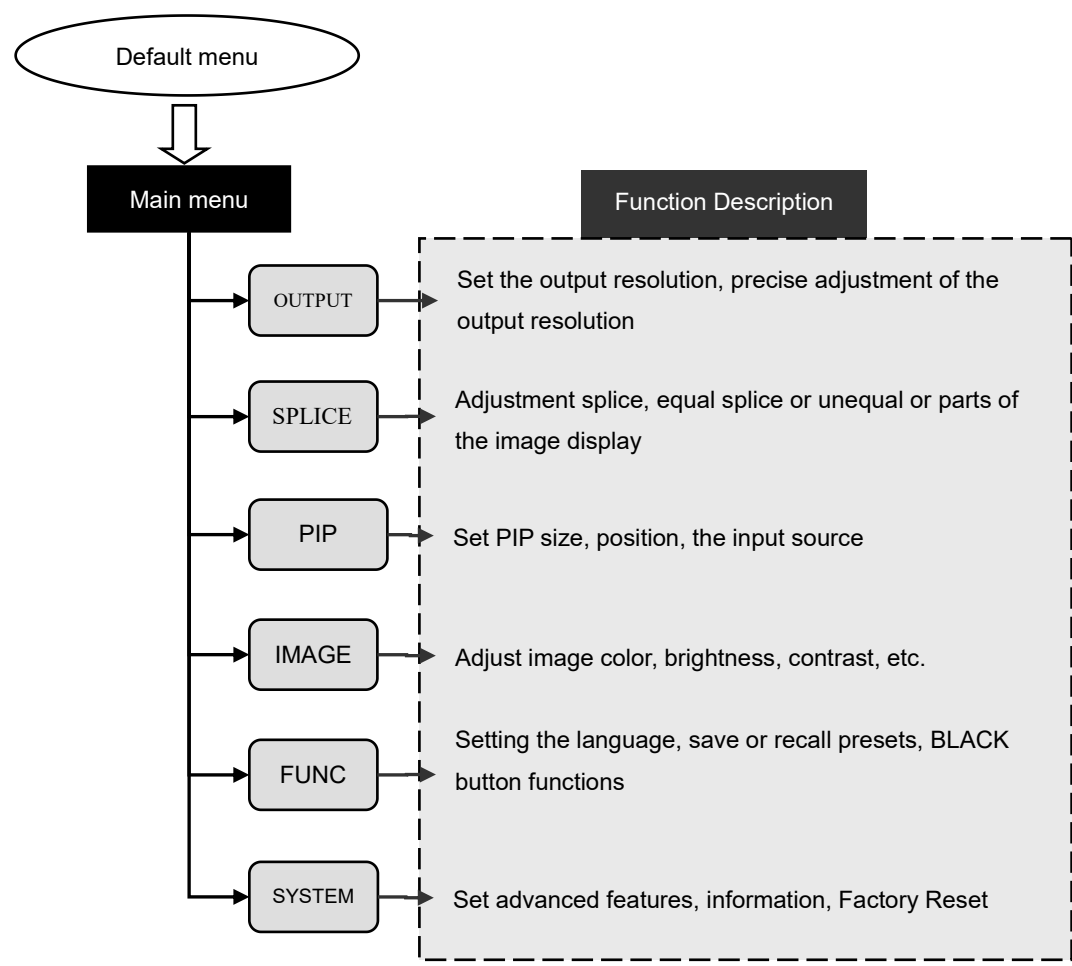 Default menu
Main menu
Function Description
OUTPUT
Set the output resolution, precise adjustment of the
output resolution
SPLICE
Adjustment splice, equal splice or unequal or parts of
the image display
PIP
Set PIP size, position, the input source
IMAGE
Adjust image color, brightness, contrast, etc.
FUNC
Setting the language, save or recall presets, BLACK
button functions
SYSTEM
Set advanced features, information, Factory Reset